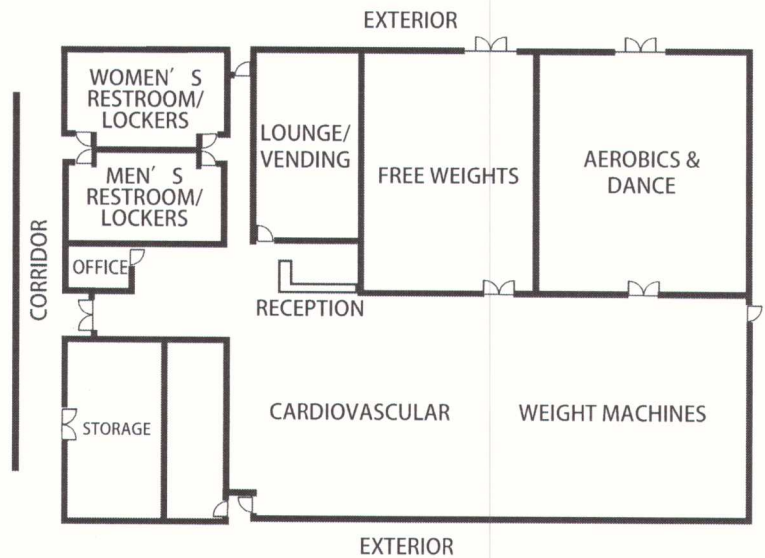 EXTERIOR
WOMEN’ S
RESTROOM/
LOCKERS
LOUNGE/
VENDING
FREE WEIGHTS
AEROBICS &
DANCE
MEN’ S
RESTROOM/
LOCKERS
OFFICE
CORRIDOR
RECEPTION
CARDIOVASCULAR
WEIGHT MACHINES
STORAGE
EXTERIOR